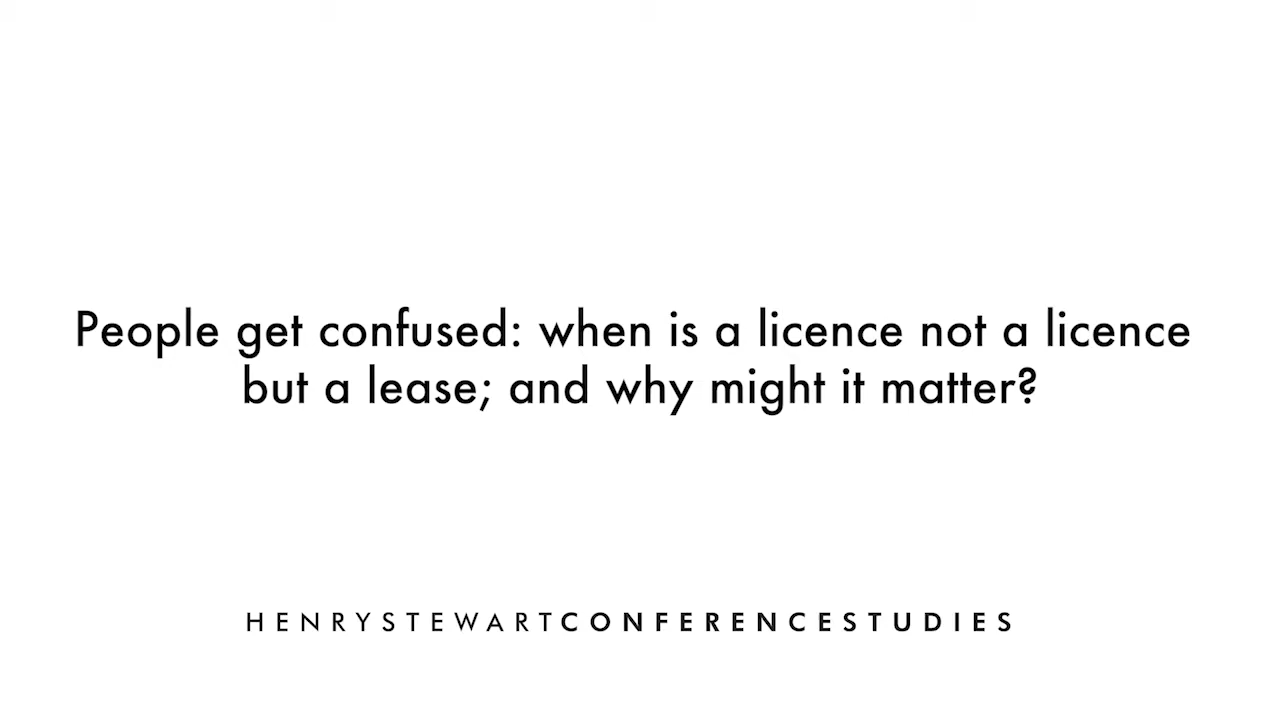 People get confused: when is a licence not a licence
but a lease; and why might it matter?
HENRYSTEWARTCONFERENCESTUDIES